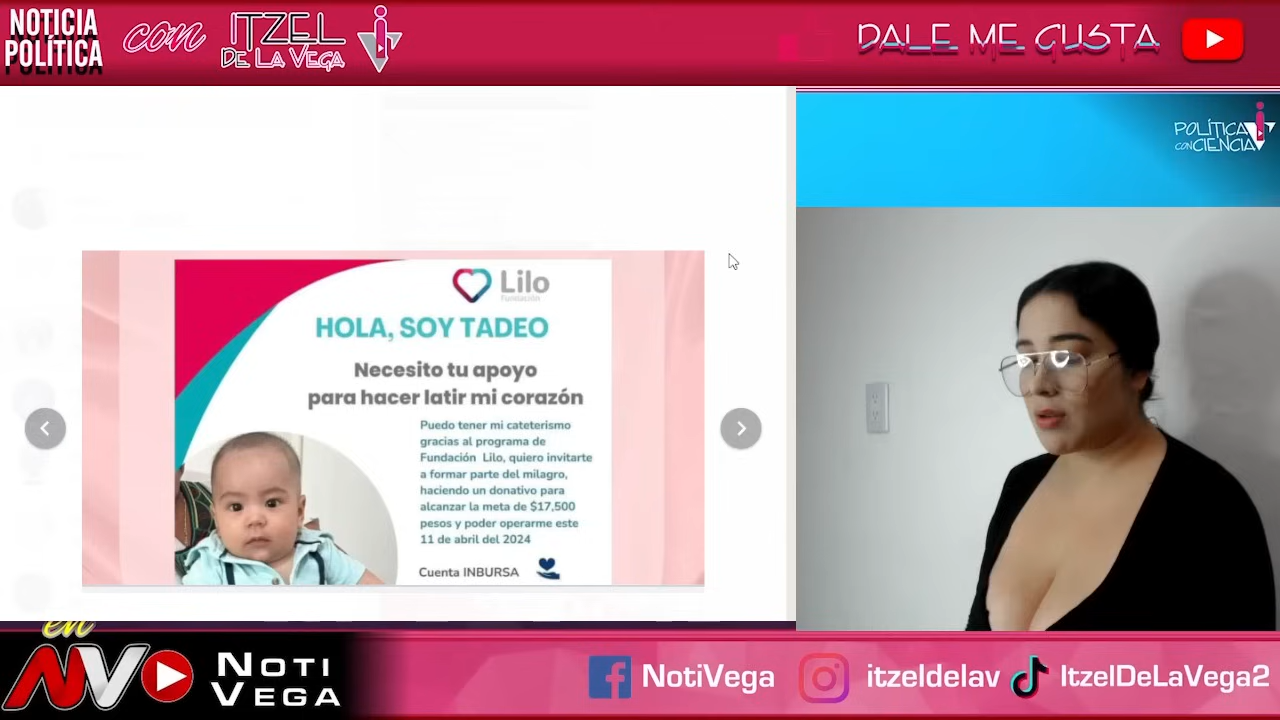 NOTICIA
POLÍTICA
con
ITZEL
DE LA VEGA
DALE ME GUSTA
POLÍTICA
CON CIENCIA
Lilo
Fundación
HOLA, SOY TADEO
Necesito tu apoyo
para hacer latir mi corazón
Puedo tener mi cateterismo
gracias al programa de
Fundación Lilo, quiero invitarte
a formar parte del milagro,
haciendo un donativo para
alcanzar la meta de $17,500
pesos y poder operarme este
11 de abril del 2024
Cuenta INBURSA
en
NV
NOTI
VEGA
NotiVega
itzeldelav
ItzelDeLaVega2